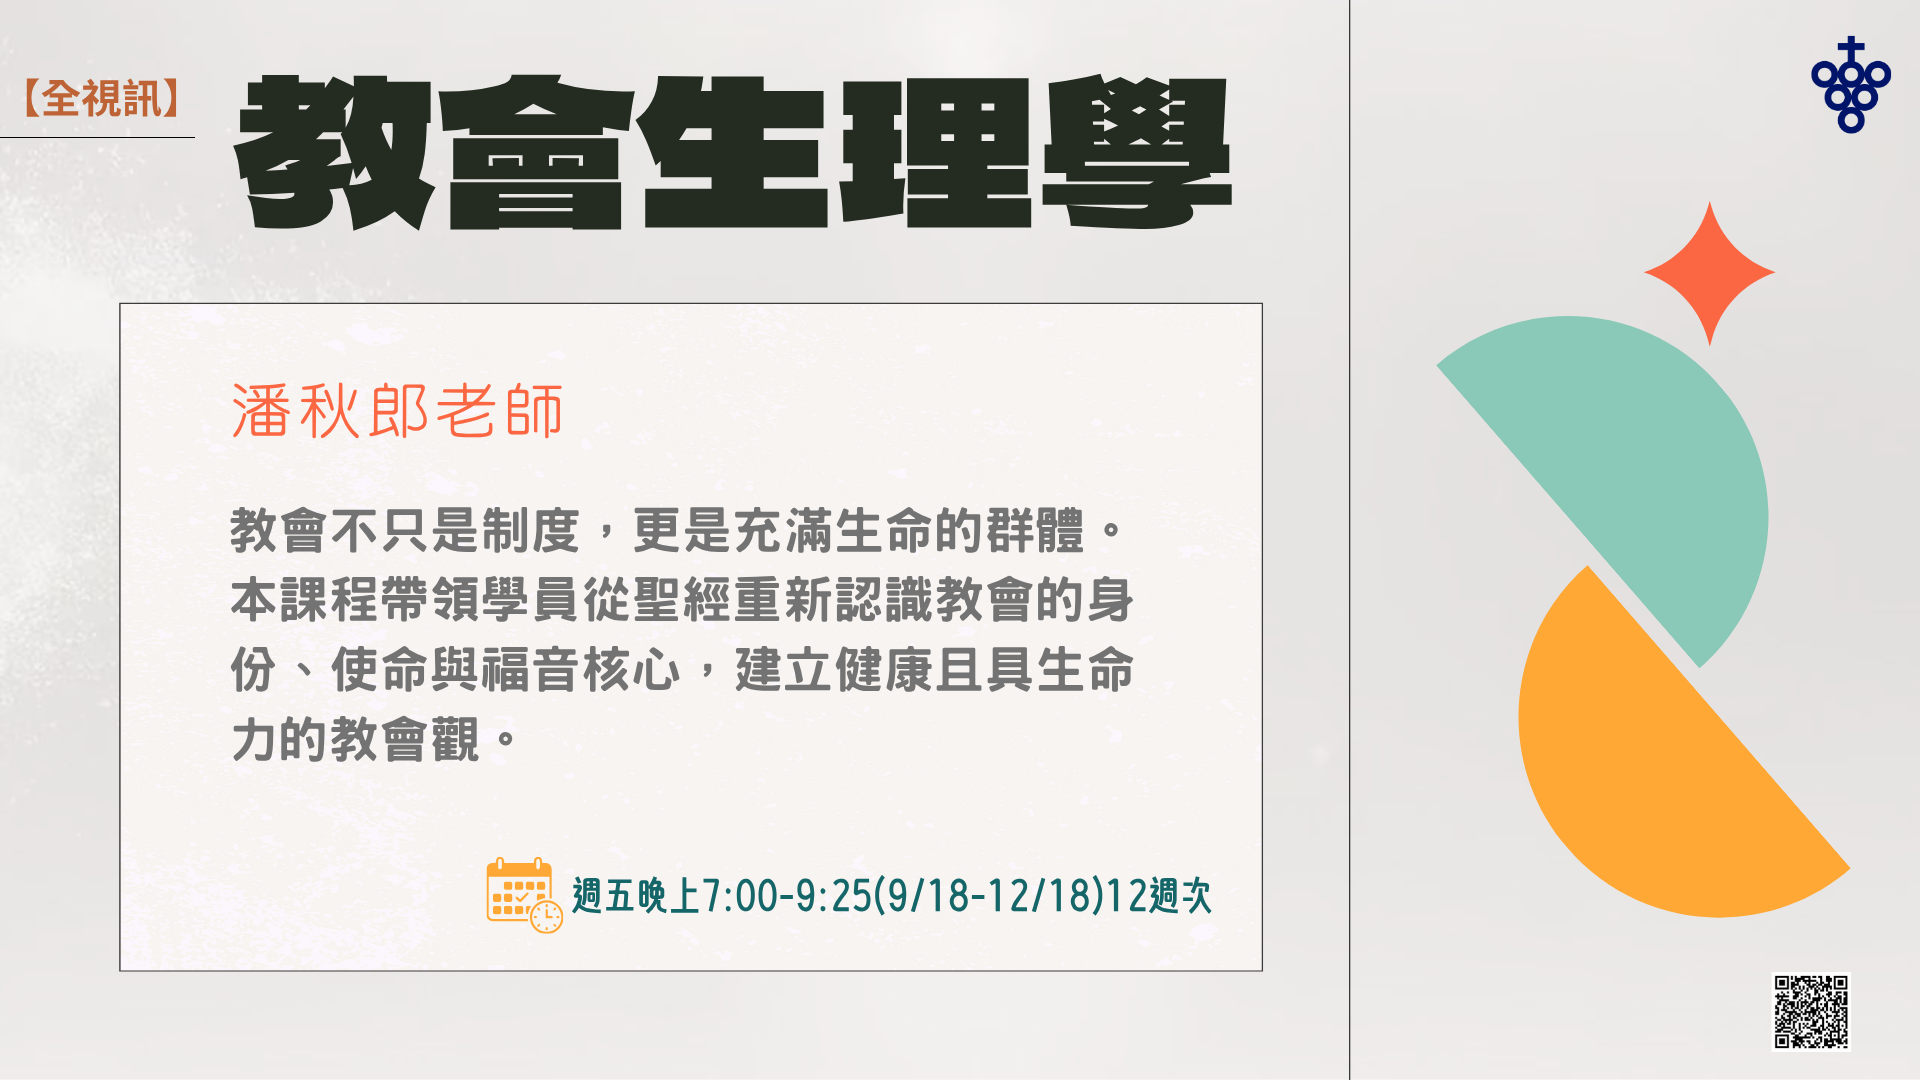 【全視訊】
教會生理學
潘秋郎老師
教會不只是制度，更是充滿生命的群體。
本課程帶領學員從聖經重新認識教會的身
份、使命與福音核心，建立健康且具生命
力的教會觀。
週五晚上7:00-9:25(9/18-12/18)12週次